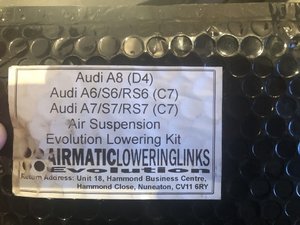 Audi A8 (D4)
Audi A6/S6/RS6 (C7)
Audi A7/S7/RS7 (C7)
Air Suspension
Evolution Lowering Kit
AIRMATICLOWERINGLINKS
Evolution
Return Address: Unit 18, Hammond Business Centre,
Hammond Close, Nuneaton, CV11 6RY